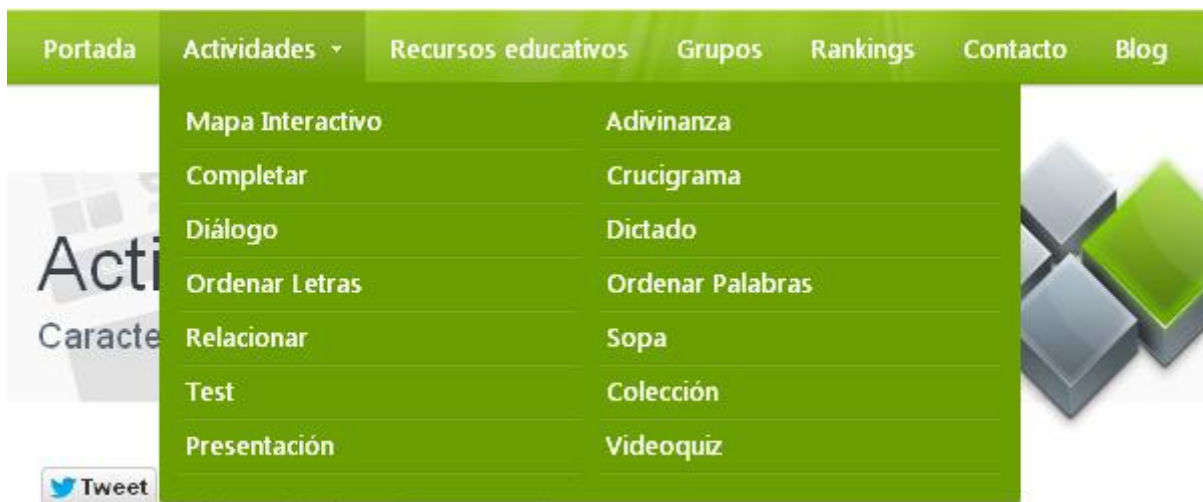 Portada Actividades Recursos educativos Grupos Rankings Contacto Blog
Mapa Interactivo Adivinanza
Completar Crucigrama
Diálogo Dictado
Acti
Ordenar Letras Ordenar Palabras
Caracte
Relacionar Sopa
Test Colección
Presentación Videoquiz
Tweet